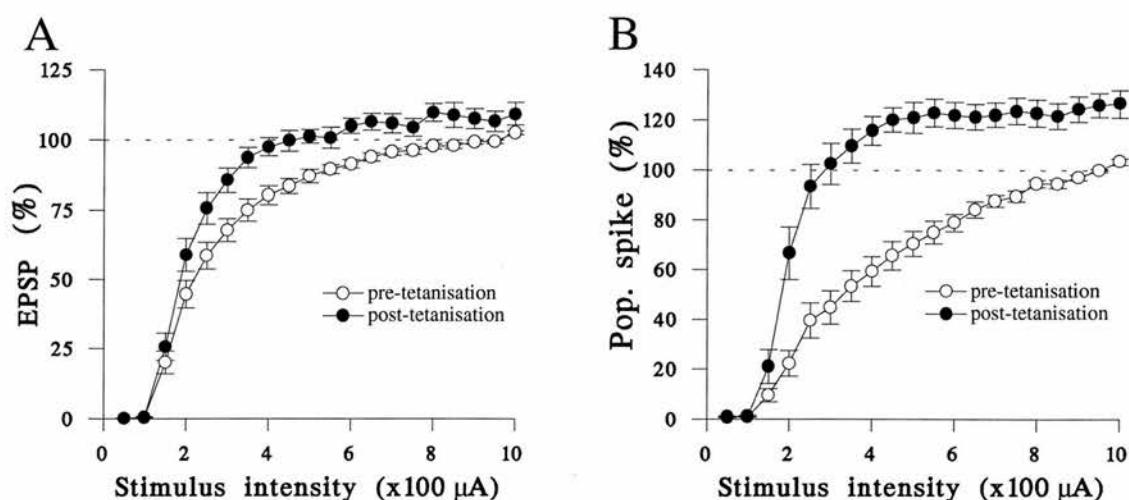 A
EPSP (%)
125
100
75
50
25
0
pre-tetanisation
post-tetanisation
0 2 4 6 8 10
Stimulus intensity (x100 μA)
B
Pop. spike (%)
140
120
100
80
60
40
20
0
pre-tetanisation
post-tetanisation
0 2 4 6 8 10
Stimulus intensity (x100 μA)